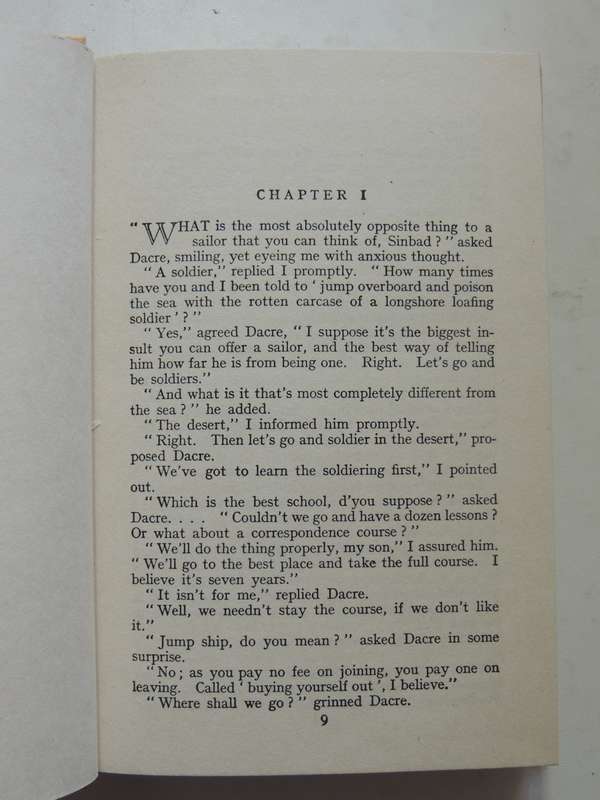 CHAPTER I
"WHAT is the most absolutely opposite thing to a
sailor that you can think of, Sinbad?" asked
Dacre, smiling, yet eyeing me with anxious thought.
"A soldier," replied I promptly. "How many times
have you and I been told to ' jump overboard and poison
the sea with the rotten carcase of a longshore loafing
soldier '?"
"Yes," agreed Dacre, "I suppose it's the biggest in-
sult you can offer a sailor, and the best way of telling
him how far he is from being one. Right. Let's go and
be soldiers."
"And what is it that's most completely different from
the sea?" he added.
"The desert," I informed him promptly.
"Right. Then let's go and soldier in the desert," pro-
posed Dacre.
"We've got to learn the soldiering first," I pointed
out.
"Which is the best school, d'you suppose?" asked
Dacre. . . . "Couldn't we go and have a dozen lessons?
Or what about a correspondence course?"
"We'll do the thing properly, my son," I assured him.
"We'll go to the best place and take the full course. I
believe it's seven years."
"It isn't for me," replied Dacre.
"Well, we needn't stay the course, if we don't like
it."
"Jump ship, do you mean?" asked Dacre in some
surprise.
"No; as you pay no fee on joining, you pay one on
leaving. Called ' buying yourself out ', I believe."
"Where shall we go?" grinned Dacre.
9